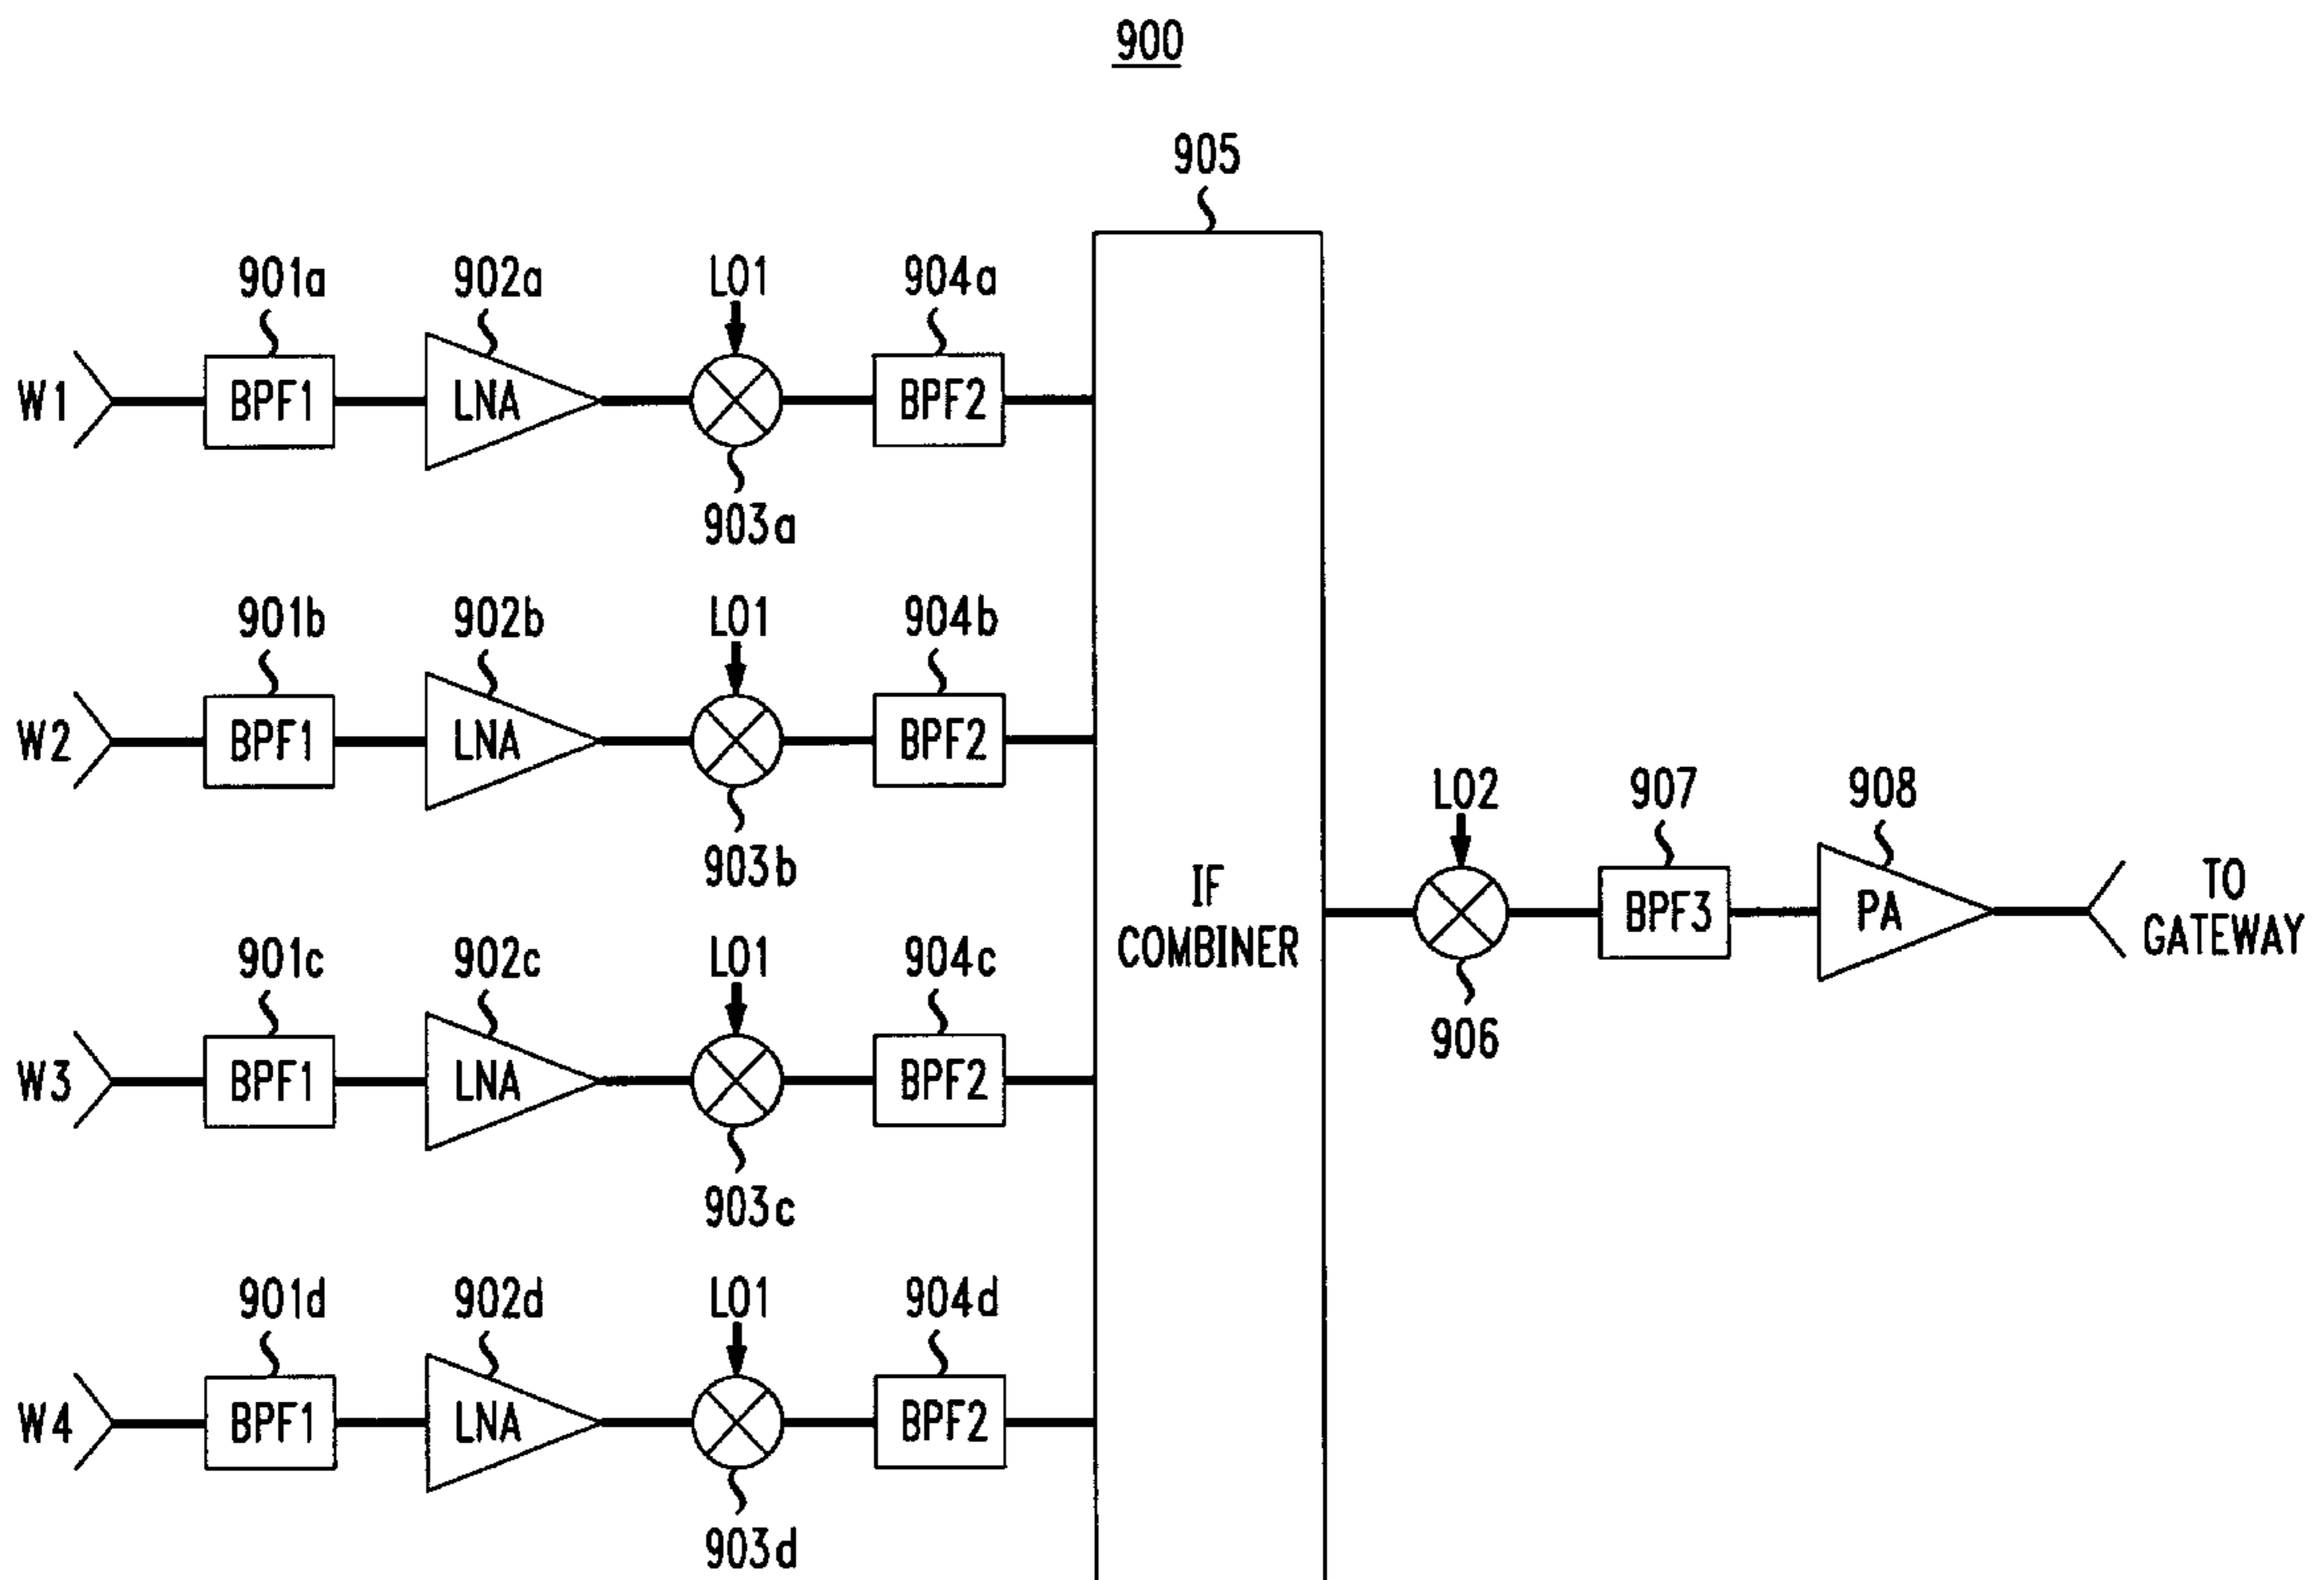 900
905
901a 902a LO1 904a
W1 BPF1 LNA BPF2
903a
901b 902b LO1 904b
W2 BPF1 LNA BPF2
903b
LO2 907 908
IF
COMBINER
BPF3 PA
TO
GATEWAY
906
901c 902c LO1 904c
W3 BPF1 LNA BPF2
903c
901d 902d LO1 904d
W4 BPF1 LNA BPF2
903d